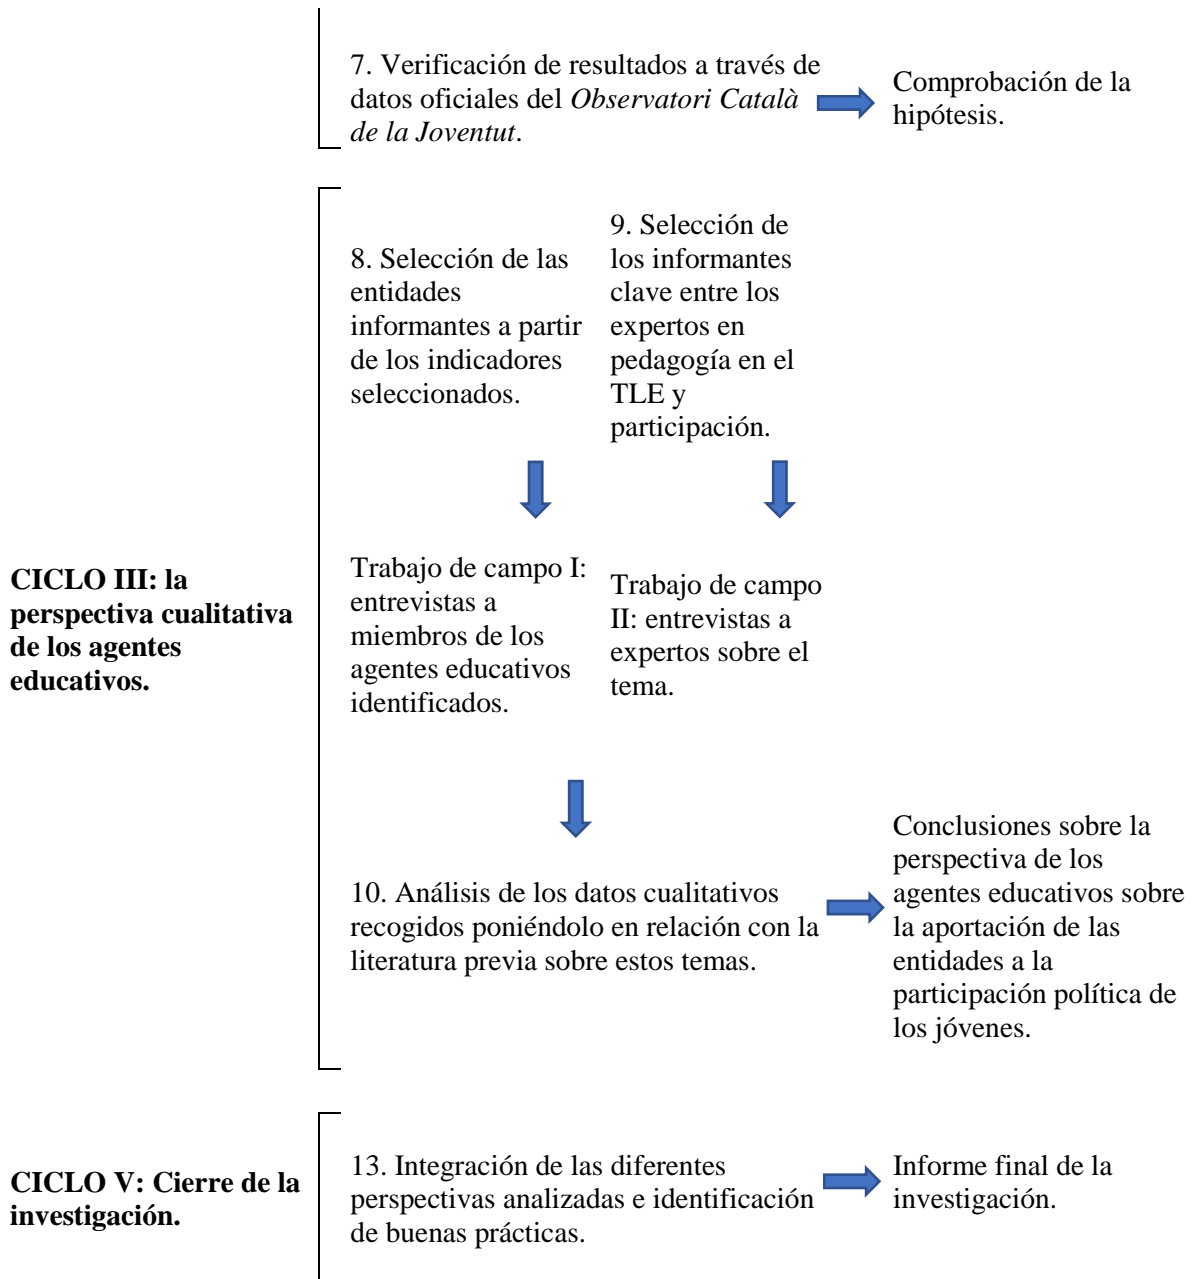 7. Verificación de resultados a través de
datos oficiales del Observatori Català
de la Joventut.
Comprobación de la
hipótesis.
CICLO III: la
perspectiva cualitativa
de los agentes
educativos.
8. Selección de las
entidades
informantes a partir
de los indicadores
seleccionados.
9. Selección de
los informantes
clave entre los
expertos en
pedagogía en el
TLE y
participación.
Trabajo de campo I:
entrevistas a
miembros de los
agentes educativos
identificados.
Trabajo de campo
II: entrevistas a
expertos sobre el
tema.
10. Análisis de los datos cualitativos
recogidos poniéndolo en relación con la
literatura previa sobre estos temas.
Conclusiones sobre la
perspectiva de los
agentes educativos sobre
la aportación de las
entidades a la
participación política de
los jóvenes.
CICLO V: Cierre de la
investigación.
13. Integración de las diferentes
perspectivas analizadas e identificación
de buenas prácticas.
Informe final de la
investigación.